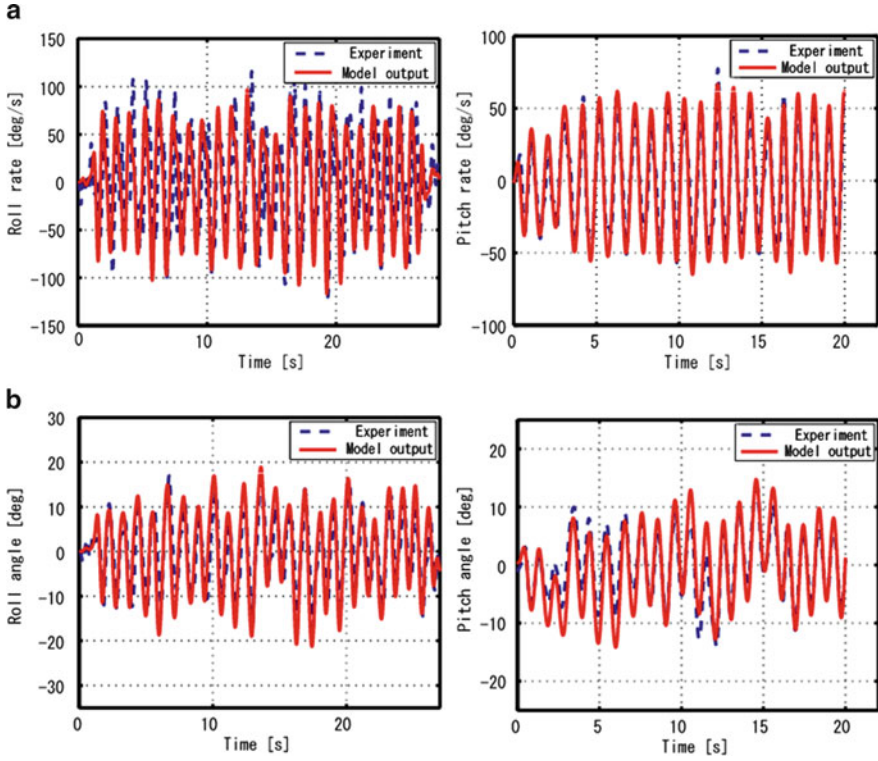 a
150
100
50
0
-50
-100
-150
Roll rate [deg/s]
0
10
20
Time [s]
Experiment
Model output
100
50
0
-50
-100
Pitch rate [deg/s]
0
5
10
15
20
Time [s]
Experiment
Model output
b
30
20
10
0
-10
-20
-30
Roll angle [deg]
0
10
20
Time [s]
Experiment
Model output
20
10
0
-10
-20
Pitch angle [deg]
0
5
10
15
20
Time [s]
Experiment
Model output